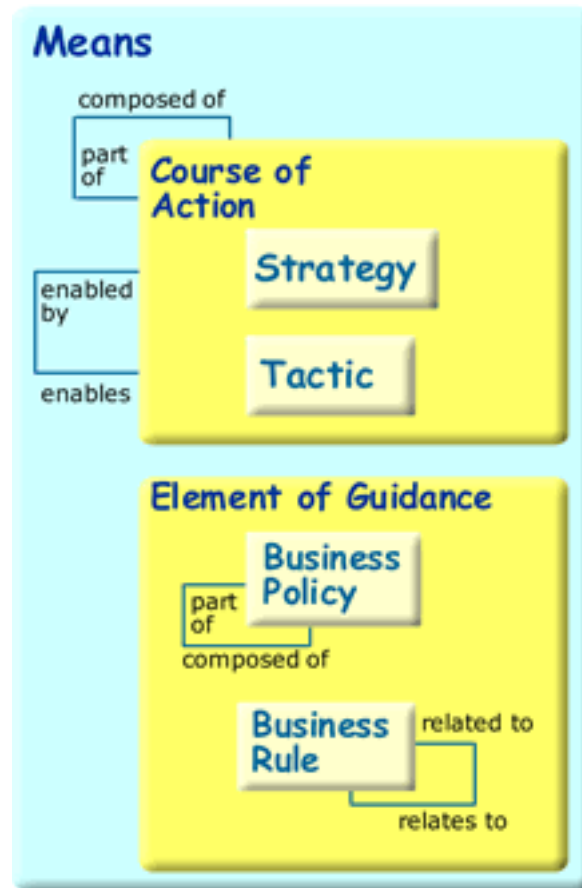 Means
composed of
part
of
Course of
Action
Strategy
enabled
by
Tactic
enables
Element of Guidance
Business
Policy
part
of
composed of
Business
Rule
related to
relates to